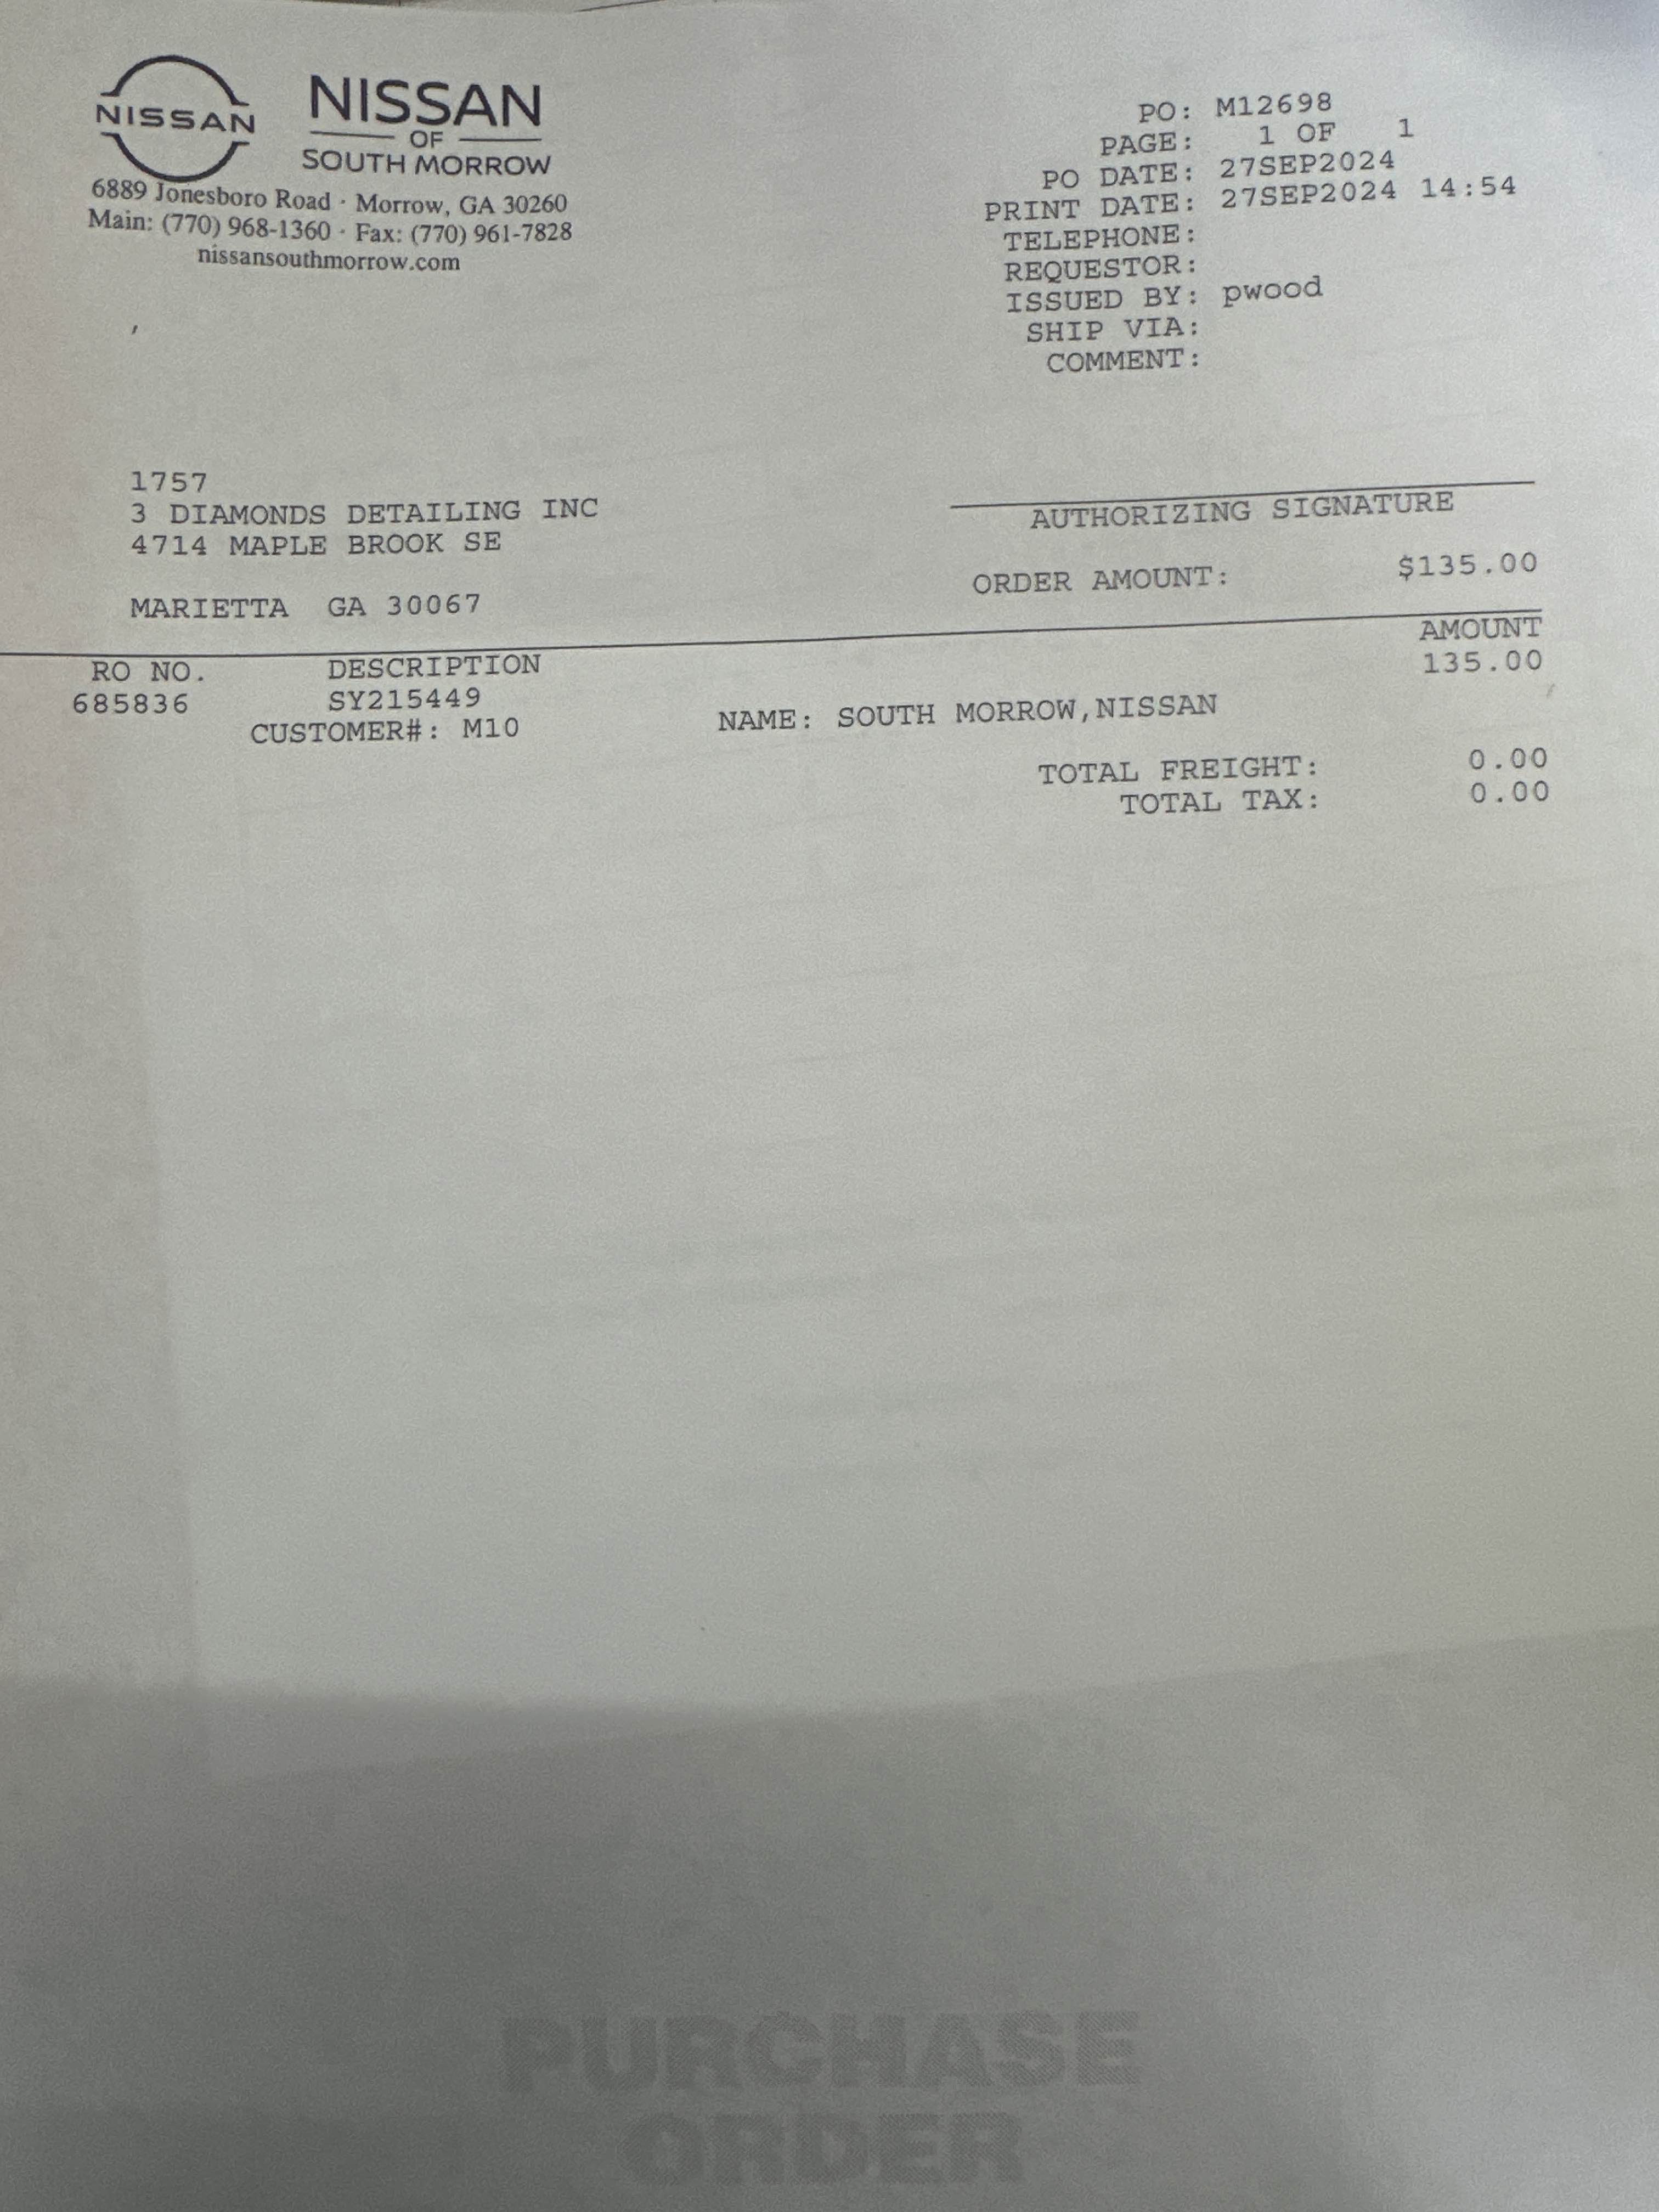 NISSAN
NISSAN
OF
SOUTH MORROW
6889 Jonesboro Road · Morrow, GA 30260
Main: (770) 968-1360 · Fax: (770) 961-7828
nissansouthmorrow.com
PO: M12698
PAGE: 1 OF 1
PO DATE: 27SEP2024
PRINT DATE: 27SEP2024 14:54
TELEPHONE:
REQUESTOR:
ISSUED BY: pwood
SHIP VIA:
COMMENT:
1757
3 DIAMONDS DETAILING INC
4714 MAPLE BROOK SE
MARIETTA GA 30067
AUTHORIZING SIGNATURE
ORDER AMOUNT: $135.00
RO NO. DESCRIPTION AMOUNT
685836 SY215449 135.00
CUSTOMER#: M10 NAME: SOUTH MORROW,NISSAN
TOTAL FREIGHT: 0.00
TOTAL TAX: 0.00
PURCHASE
ORDER